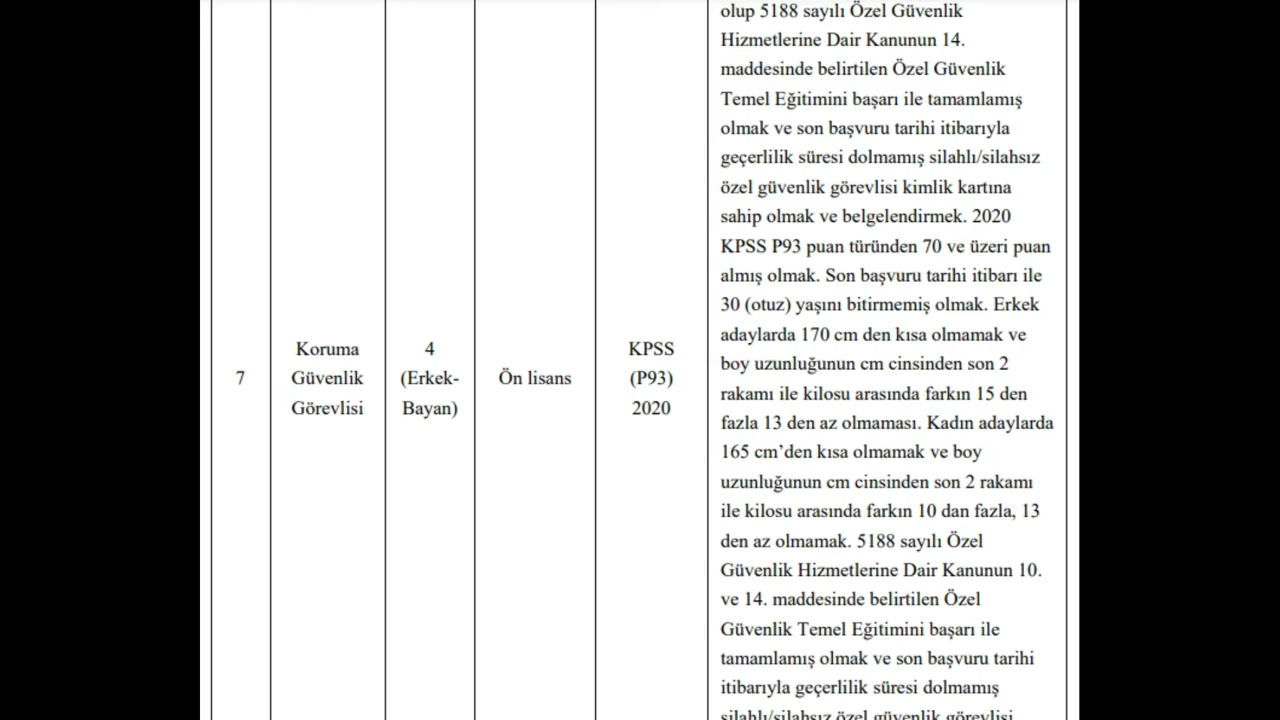 7
Koruma
Güvenlik
Görevlisi
4
(Erkek-
Bayan)
Ön lisans
KPSS
(P93)
2020
olup 5188 sayılı Özel Güvenlik
Hizmetlerine Dair Kanunun 14.
maddesinde belirtilen Özel Güvenlik
Temel Eğitimini başarı ile tamamlamış
olmak ve son başvuru tarihi itibarıyla
geçerlilik süresi dolmamış silahlı/silahsız
özel güvenlik görevlisi kimlik kartına
sahip olmak ve belgelendirmek. 2020
KPSS P93 puan türünden 70 ve üzeri puan
almış olmak. Son başvuru tarihi itibarı ile
30 (otuz) yaşını bitirmemiş olmak. Erkek
adaylarda 170 cm den kısa olmamak ve
boy uzunluğunun cm cinsinden son 2
rakamı ile kilosu arasında farkın 15 den
fazla 13 den az olmaması. Kadın adaylarda
165 cm’den kısa olmamak ve boy
uzunluğunun cm cinsinden son 2 rakamı
ile kilosu arasında farkın 10 dan fazla, 13
den az olmamak. 5188 sayılı Özel
Güvenlik Hizmetlerine Dair Kanunun 10.
ve 14. maddesinde belirtilen Özel
Güvenlik Temel Eğitimini başarı ile
tamamlamış olmak ve son başvuru tarihi
itibarıyla geçerlilik süresi dolmamış
silahlı/silahsız özel güvenlik görevlisi